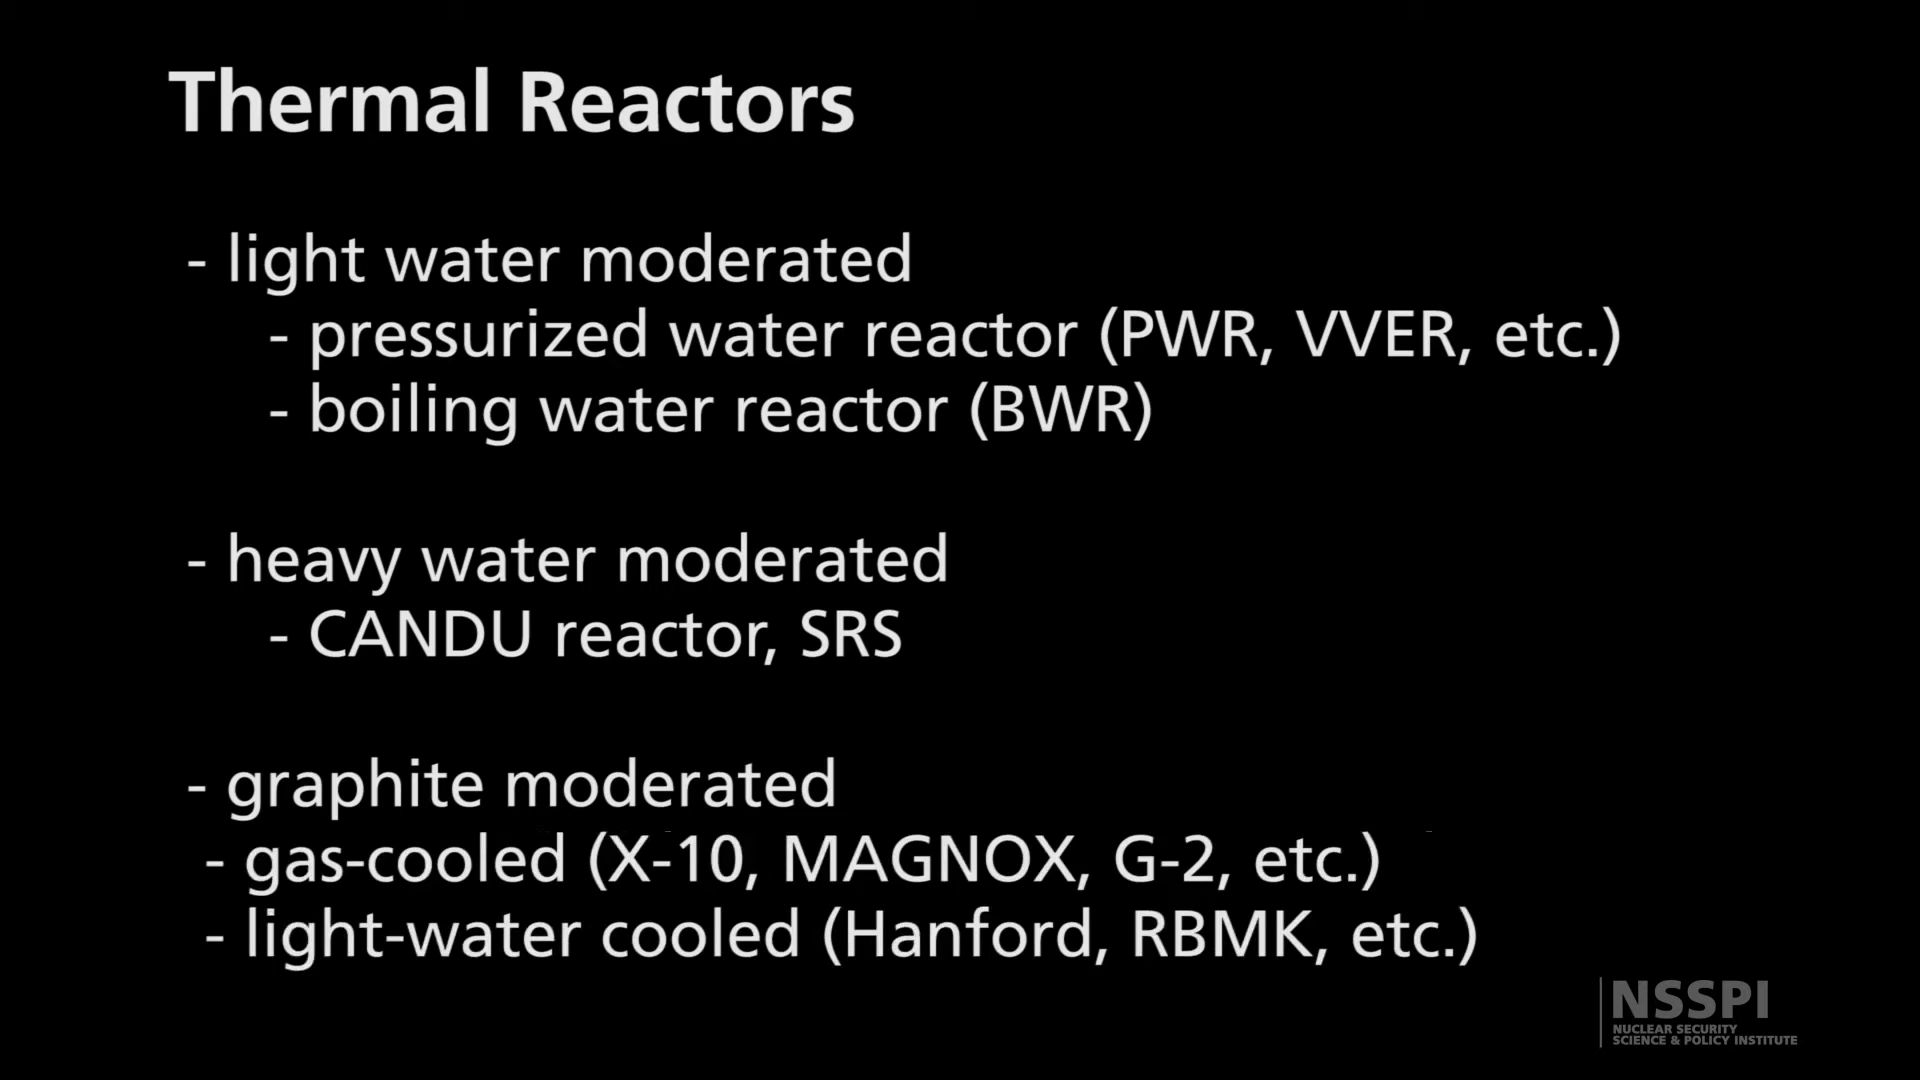 Thermal Reactors
- light water moderated
- pressurized water reactor (PWR, VVER, etc.)
- boiling water reactor (BWR)
- heavy water moderated
- CANDU reactor, SRS
- graphite moderated
- gas-cooled (X-10, MAGNOX, G-2, etc.)
- light-water cooled (Hanford, RBMK, etc.)
NSSPI
NUCLEAR SECURITY
SCIENCE & POLICY INSTITUTE